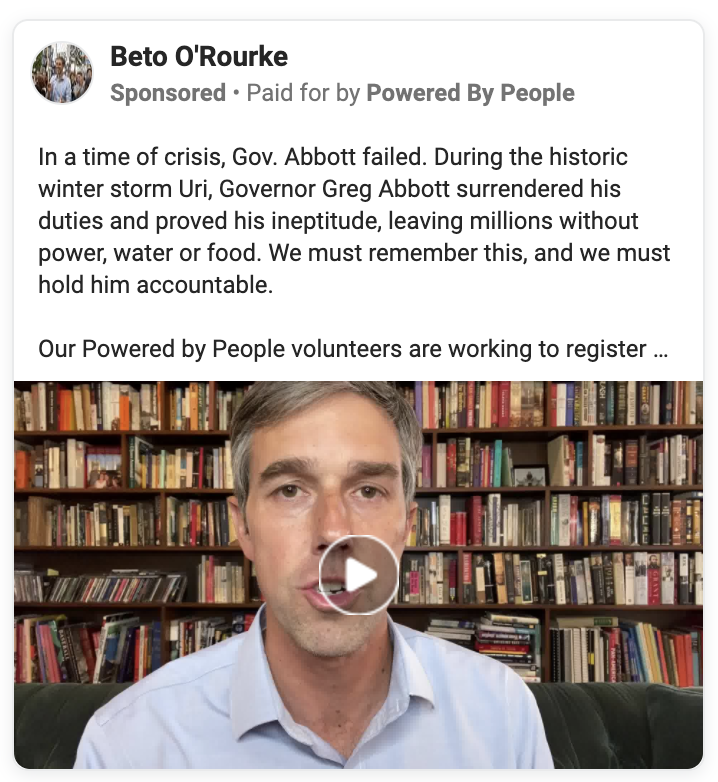 Beto O'Rourke
Sponsored • Paid for by Powered By People
In a time of crisis, Gov. Abbott failed. During the historic
winter storm Uri, Governor Greg Abbott surrendered his
duties and proved his ineptitude, leaving millions without
power, water or food. We must remember this, and we must
hold him accountable.
Our Powered by People volunteers are working to register ...
GRANT